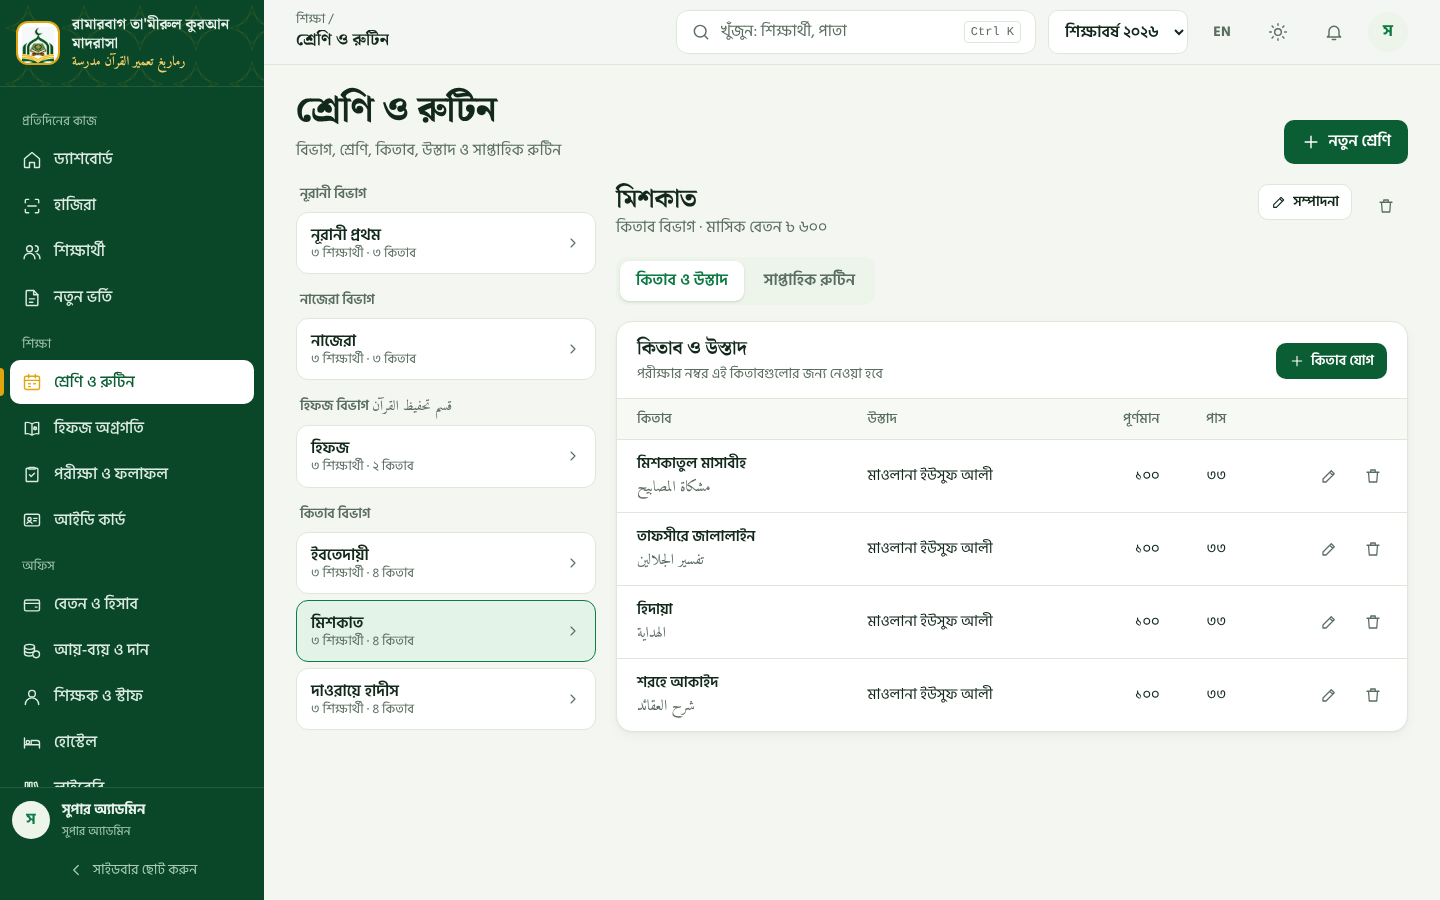 রামারবাগ তা'মীরুল কুরআন
মাদরাসা
رمارباغ تعمير القرآن مدرسة
প্রতিদিনের কাজ
ড্যাশবোর্ড
হাজিরা
শিক্ষার্থী
নতুন ভর্তি
শিক্ষা
শ্রেণি ও রুটিন
হিফজ অগ্রগতি
পরীক্ষা ও ফলাফল
আইডি কার্ড
অফিস
বেতন ও হিসাব
আয়-ব্যয় ও দান
শিক্ষক ও স্টাফ
হোস্টেল
সুপার অ্যাডমিন
সুপার অ্যাডমিন
স
সাইডবার ছোট করুন
শিক্ষা /
শ্রেণি ও রুটিন
খুঁজুন: শিক্ষার্থী, পাতা
Ctrl K
শিক্ষাবর্ষ ২০২৬
EN
স
শ্রেণি ও রুটিন
বিভাগ, শ্রেণি, কিতাব, উস্তাদ ও সাপ্তাহিক রুটিন
নতুন শ্রেণি
নূরানী বিভাগ
নূরানী প্রথম
৩ শিক্ষার্থী · ৩ কিতাব
নাজেরা বিভাগ
নাজেরা
৩ শিক্ষার্থী · ৩ কিতাব
হিফজ বিভাগ قسم تحفيظ القرآن
হিফজ
৩ শিক্ষার্থী · ২ কিতাব
কিতাব বিভাগ
ইবতেদায়ী
৩ শিক্ষার্থী · ৪ কিতাব
মিশকাত
৩ শিক্ষার্থী · ৪ কিতাব
দাওরায়ে হাদীস
৩ শিক্ষার্থী · ৪ কিতাব
মিশকাত
কিতাব বিভাগ · মাসিক বেতন ৳ ৬০০
সম্পাদনা
কিতাব ও উস্তাদ
সাপ্তাহিক রুটিন
কিতাব ও উস্তাদ
পরীক্ষার নম্বর এই কিতাবগুলোর জন্য নেওয়া হবে
কিতাব যোগ
কিতাব উস্তাদ পূর্ণমান পাস
মিশকাতুল মাসাবীহ
مشكاة المصابيح
মাওলানা ইউসুফ আলী ১০০ ৩৩
তাফসীরে জালালাইন
تفسير الجلالين
মাওলানা ইউসুফ আলী ১০০ ৩৩
হিদায়া
الهداية
মাওলানা ইউসুফ আলী ১০০ ৩৩
শরহে আকাইদ
شرح العقائد
মাওলানা ইউসুফ আলী ১০০ ৩৩